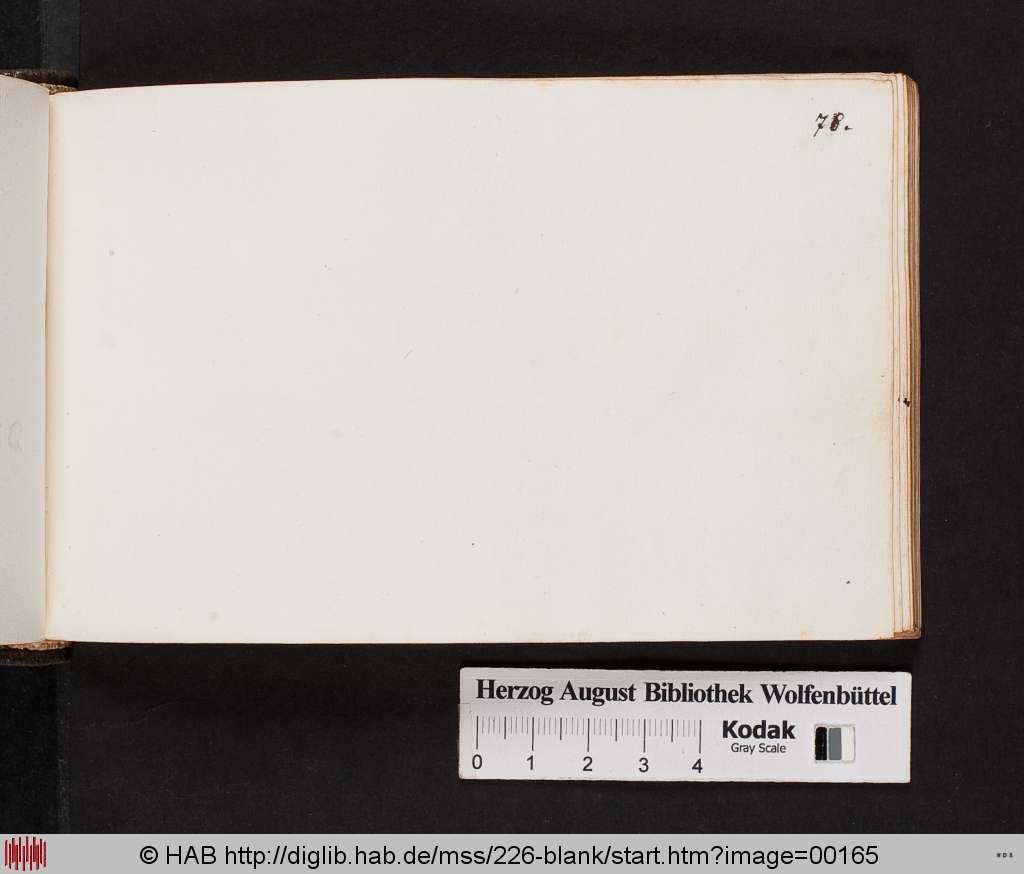 78.
Herzog August Bibliothek Wolfenbüttel
Kodak
Gray Scale
0 1 2 3 4
© HAB http://diglib.hab.de/mss/226-blank/start.htm?image=00165